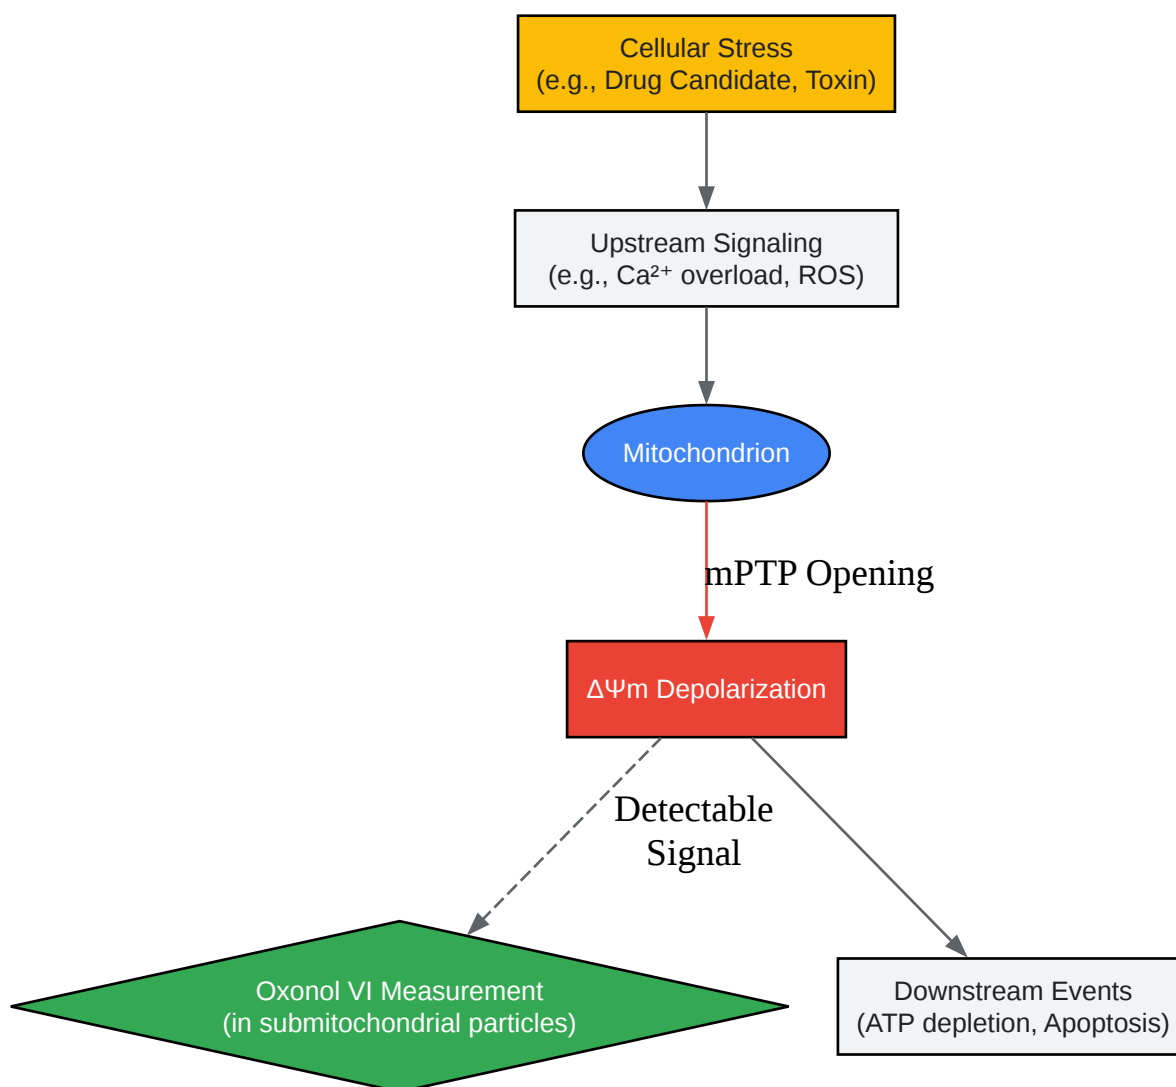 Cellular Stress
(e.g., Drug Candidate, Toxin)
Upstream Signaling
(e.g., Ca²⁺ overload, ROS)
Mitochondrion
mPTP Opening
ΔΨm Depolarization
Detectable
Signal
Oxonol VI Measurement
(in submitochondrial particles)
Downstream Events
(ATP depletion, Apoptosis)